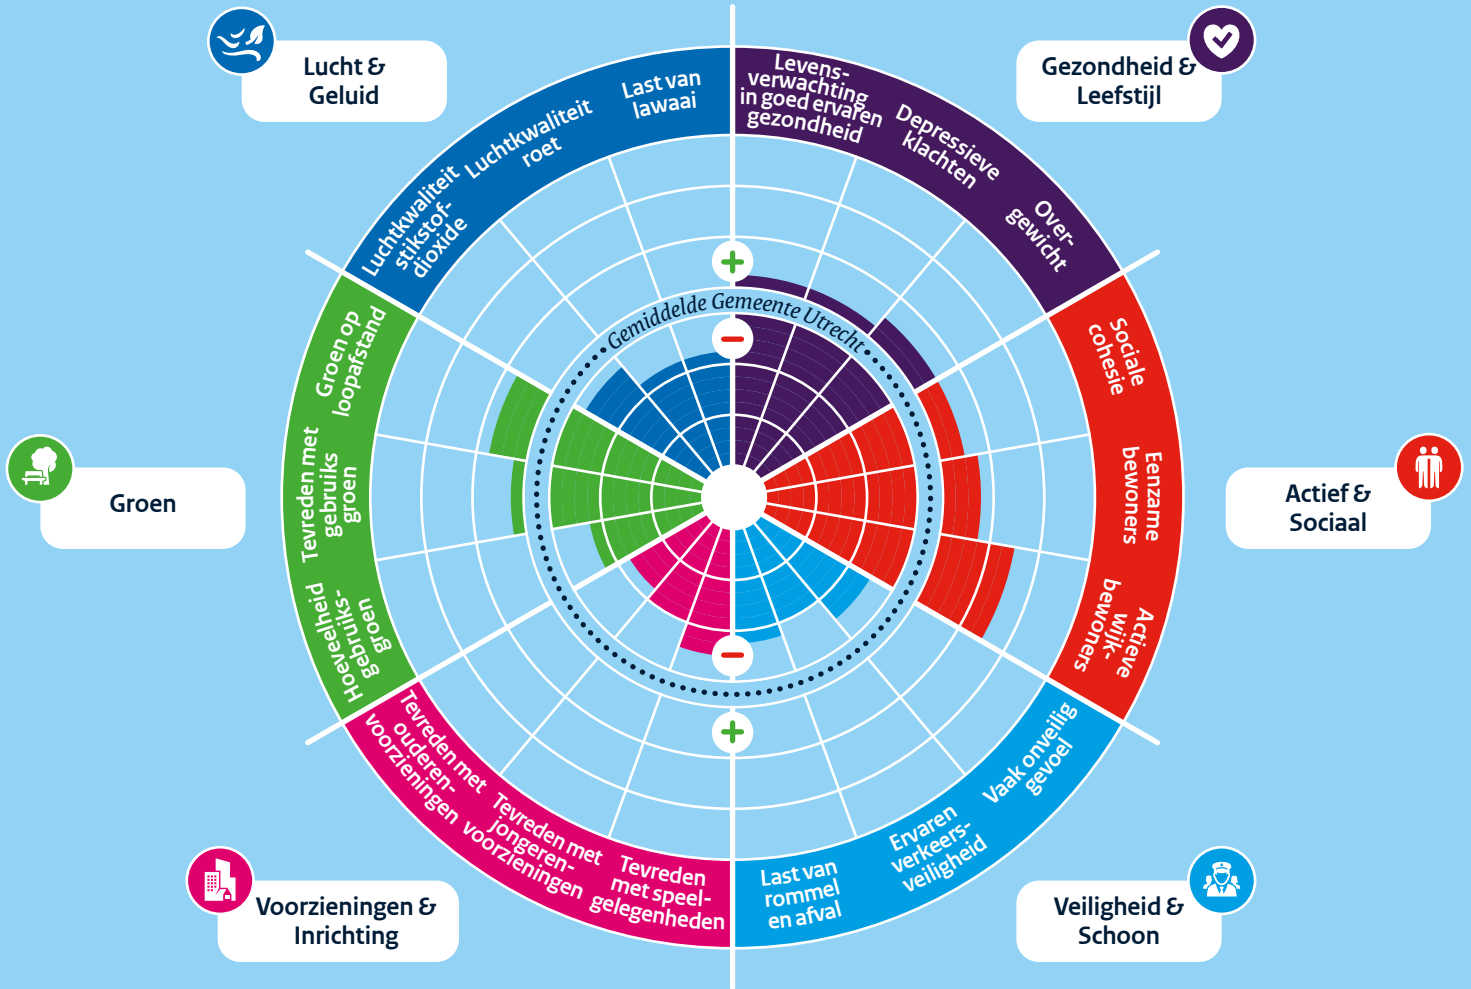 Lucht &
Geluid
Gezondheid &
Leefstijl
Last van
lawaai
Luchtkwaliteit
roet
Luchtkwaliteit
stikstof-
dioxide
Levens-
verwachting
in goed ervaren
gezondheid
Depressieve
klachten
Over-
gewicht
Gemiddelde Gemeente Utrecht
Groen op
loopafstand
Tevreden met
gebruiks
groen
Hoeveelheid
gebruiks-
groen
Groen
Sociale
cohesie
Eenzame
bewoners
Actieve
wijk-
bewoners
Actief &
Sociaal
Tevreden met
ouderen-
voorzieningen
Tevreden met
jongeren-
voorzieningen
Tevreden
met speel-
gelegenheden
Last van
rommel
en afval
Ervaren
verkeers-
veiligheid
Vaak onveilig
gevoel
Voorzieningen &
Inrichting
Veiligheid &
Schoon